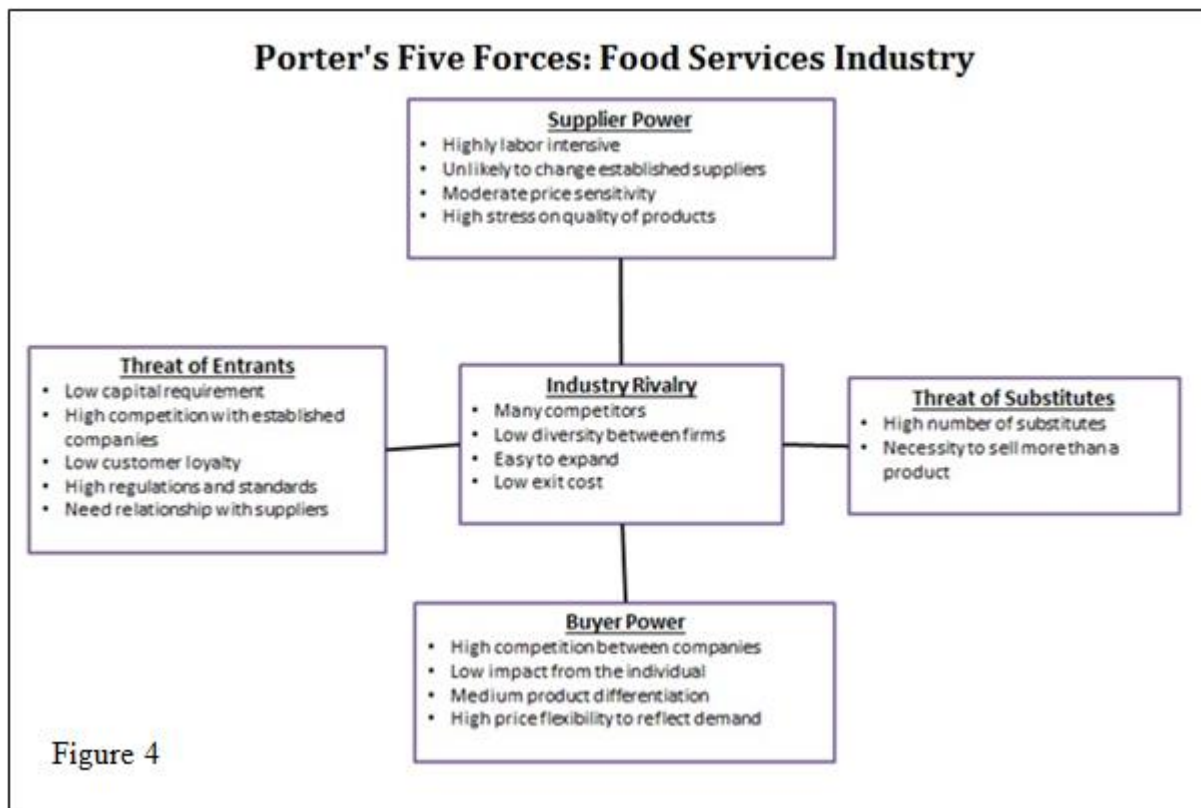 Porter's Five Forces: Food Services Industry
Supplier Power
• Highly labor intensive
• Unlikely to change established suppliers
• Moderate price sensitivity
• High stress on quality of products
Threat of Entrants
• Low capital requirement
• High competition with established
companies
• Low customer loyalty
• High regulations and standards
• Need relationship with suppliers
Industry Rivalry
• Many competitors
• Low diversity between firms
• Easy to expand
• Low exit cost
Threat of Substitutes
• High number of substitutes
• Necessity to sell more than a
product
Buyer Power
• High competition between companies
• Low impact from the individual
• Medium product differentiation
• High price flexibility to reflect demand
Figure 4